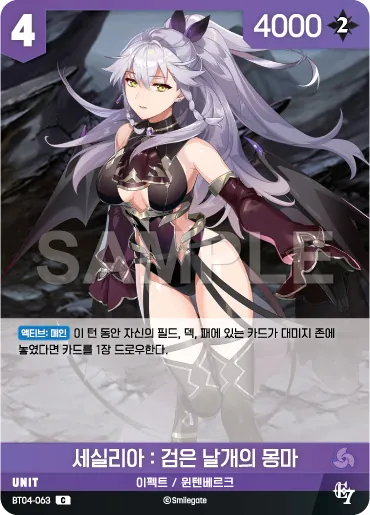 4
4000 2
SAMPLE
액티브: 메인 이 턴 동안 자신의 필드, 덱, 패에 있는 카드가 대미지 존에
놓였다면 카드를 1장 드로우한다.
세실리아 : 검은 날개의 몽마
UNIT
이팩트 / 윈텐베르크
BT04-063 C
©Smilegate
E7